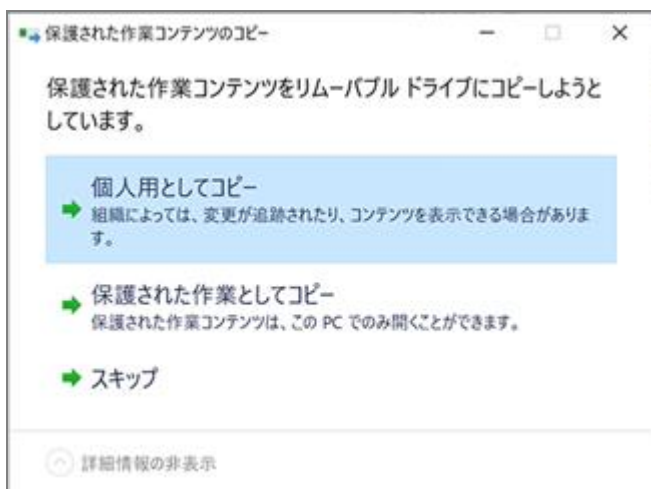 保護された作業コンテンツのコピー
保護された作業コンテンツをリムーバブル ドライブにコピーしようと
しています。
個人用としてコピー
組織によっては、変更が追跡されたり、コンテンツを表示できる場合がありま
す。
保護された作業としてコピー
保護された作業コンテンツは、この PC でのみ開くことができます。
スキップ
詳細情報の非表示